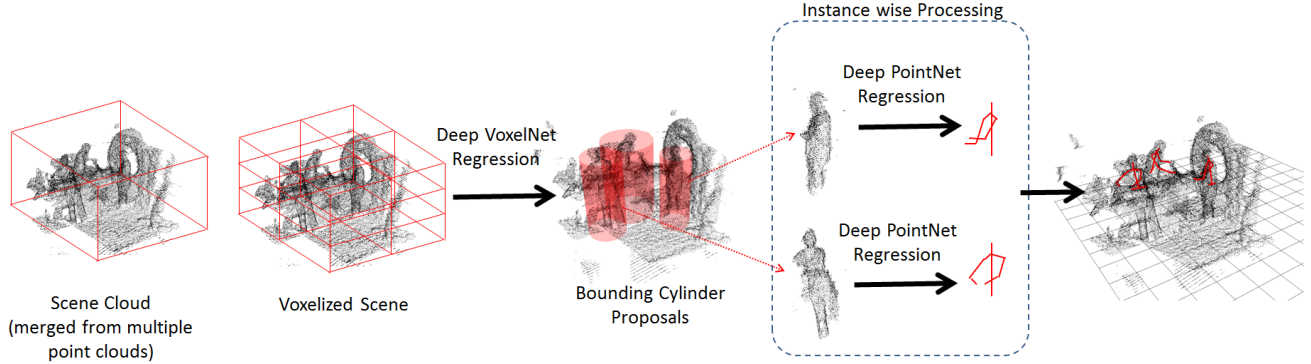 Instance wise Processing
Deep VoxelNet
Regression
Deep PointNet
Regression
Deep PointNet
Regression
Scene Cloud
(merged from multiple
point clouds)
Voxelized Scene
Bounding Cylinder
Proposals